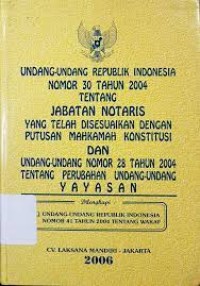 UNDANG-UNDANG REPUBLIK INDONESIA
NOMOR 30 TAHUN 2004
TENTANG
JABATAN NOTARIS
YANG TELAH DISESUAIKAN DENGAN
PUTUSAN MAHKAMAH KONSTITUSI
DAN
UNDANG-UNDANG NOMOR 28 TAHUN 2004
TENTANG PERUBAHAN UNDANG-UNDANG
YAYASAN
Dilengkapi :
UNDANG-UNDANG REPUBLIK INDONESIA
NOMOR 41 TAHUN 2004 TENTANG WAKAF
CV. LAKSANA MANDIRI - JAKARTA
2006